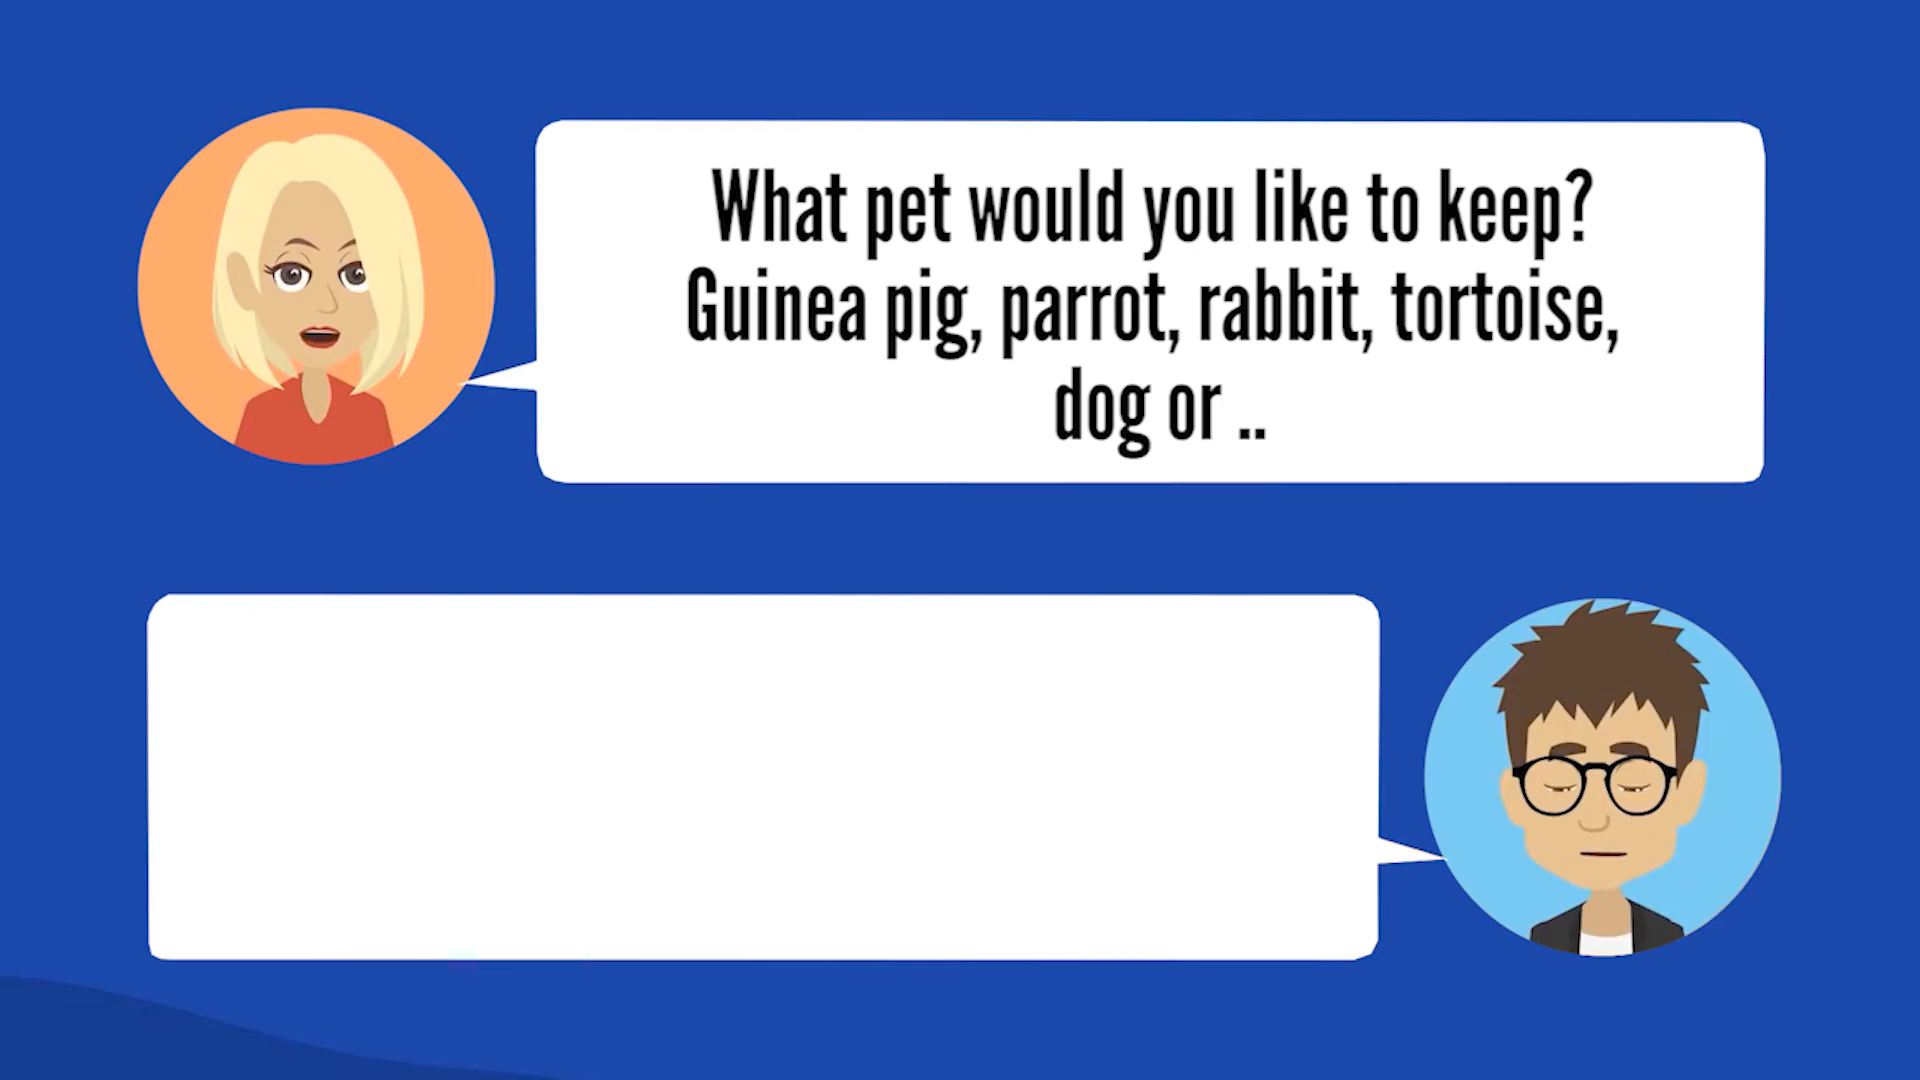 What pet would you like to keep?
Guinea pig, parrot, rabbit, tortoise,
dog or ..